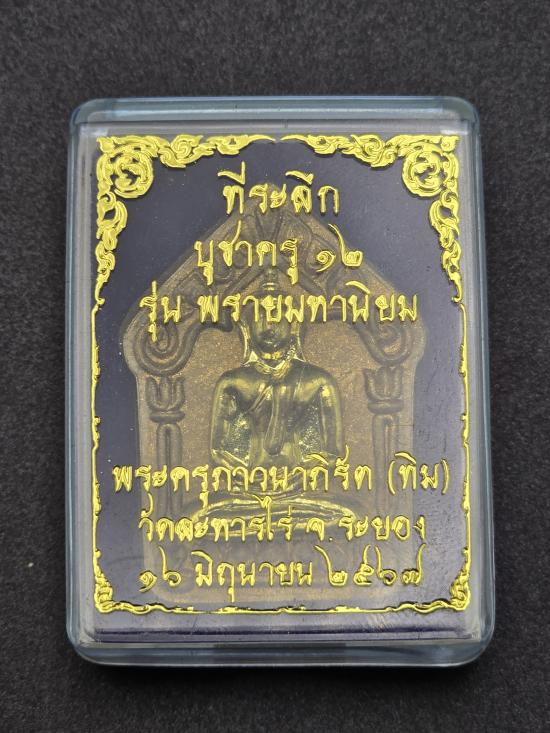 ที่ระลึก
บูชาครู ๑๒
รุ่น พรายมหานิยม
พระครูภาวนาภิรัต (ทิม)
วัดละหารไร่ จ.ระยอง
๑๖ มิถุนายน ๒๕๖๗